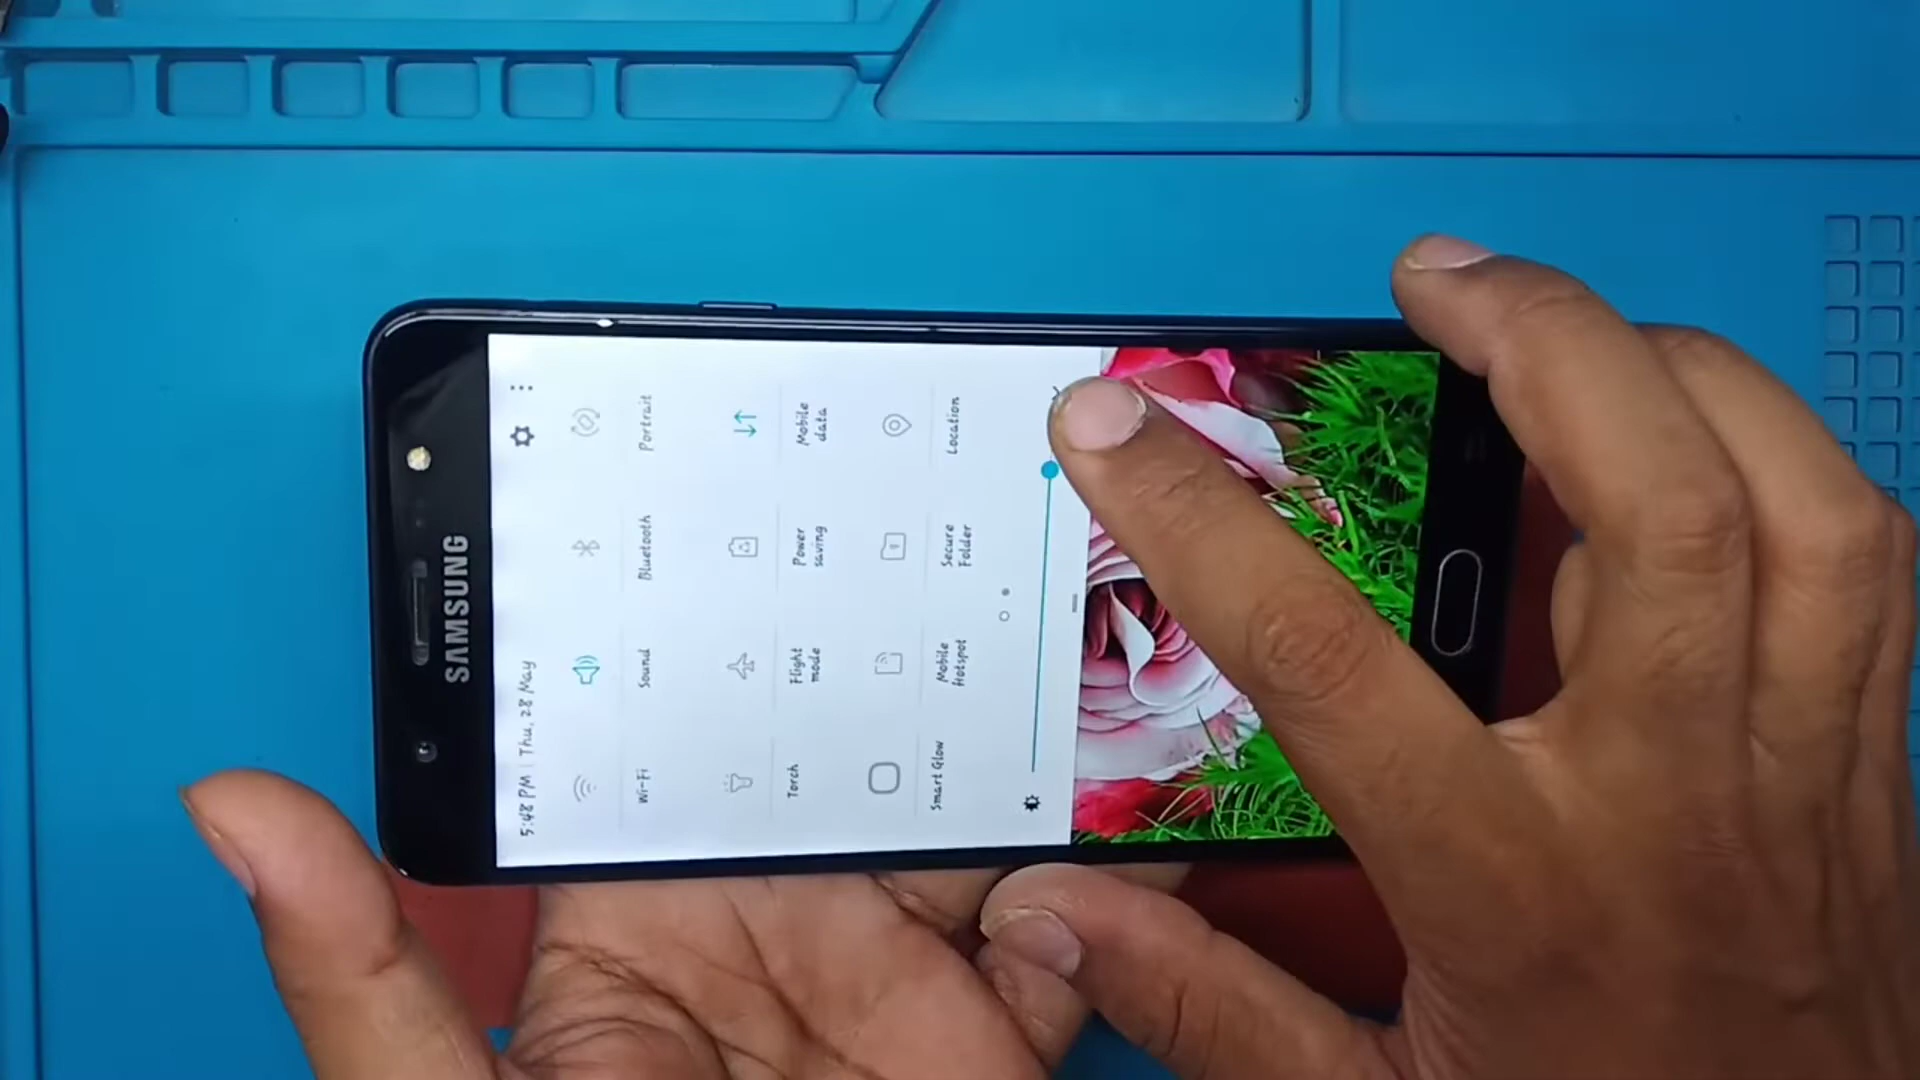 SAMSUNG
5:48 PM | Thu, 28 May
Wi-Fi
Sound
Bluetooth
Portrait
Torch
Flight
mode
Power
saving
Mobile
data
Smart Glow
Mobile
Hotspot
Secure
Folder
Location